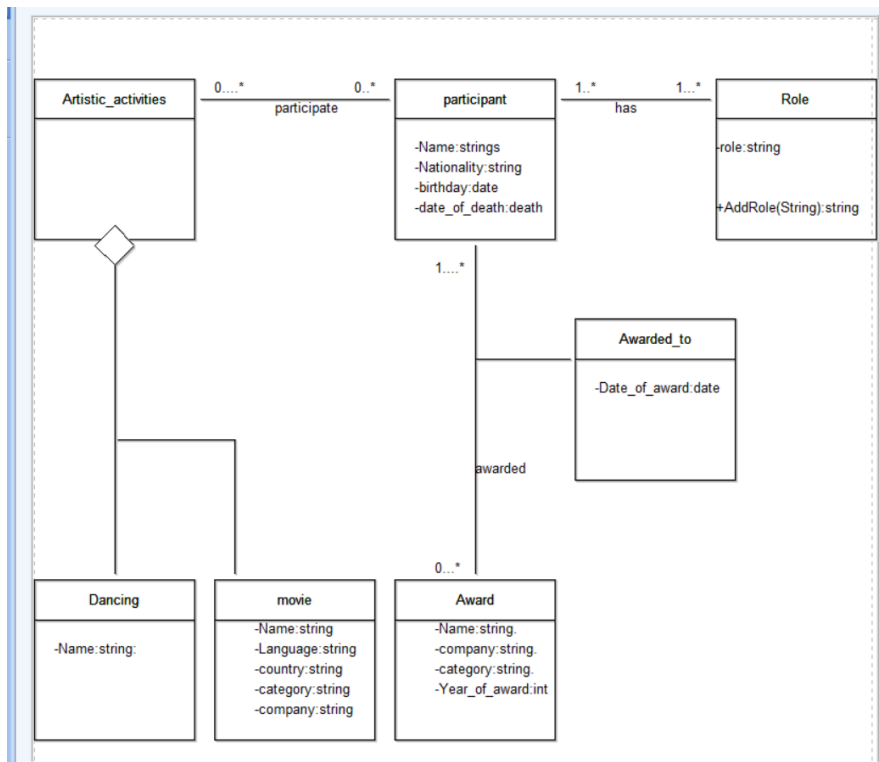 Artistic_activities
0....*
0..*
participate
participant
-Name:strings
-Nationality:string
-birthday:date
-date_of_death:death
1..*
1...*
has
Role
-role:string
+AddRole(String):string
1....*
Awarded_to
-Date_of_award:date
awarded
0...*
Dancing
-Name:string:
movie
-Name:string
-Language:string
-country:string
-category:string
-company:string
Award
-Name:string.
-company:string.
-category:string.
-Year_of_award:int